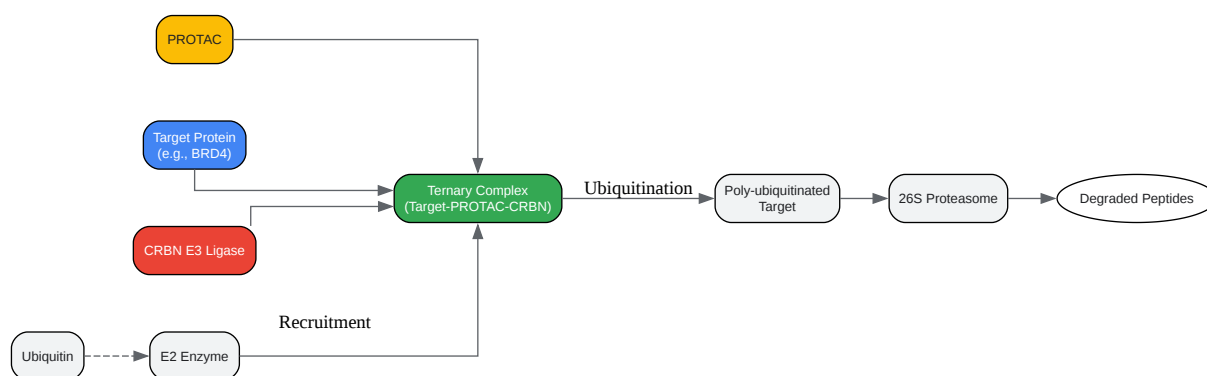 PROTAC
Target Protein
(e.g., BRD4)
Ternary Complex
(Target-PROTAC-CRBN)
Ubiquitination
Poly-ubiquitinated
Target
26S Proteasome
Degraded Peptides
CRBN E3 Ligase
Recruitment
Ubiquitin
E2 Enzyme